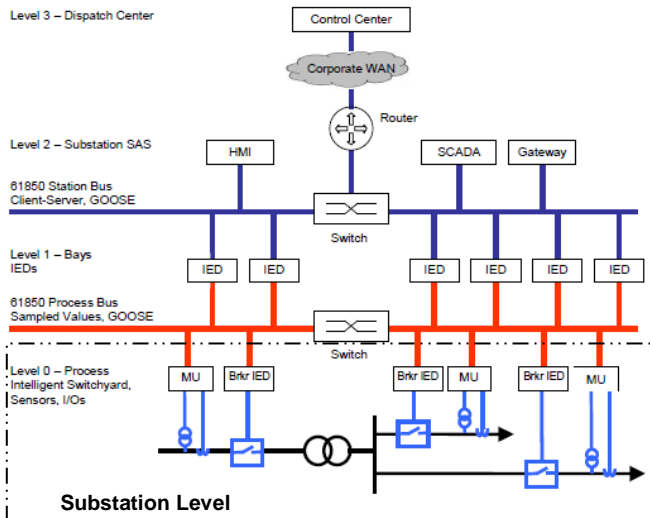 Level 3 – Dispatch Center
Control Center
Corporate WAN
Router
Level 2 – Substation SAS
HMI
SCADA
Gateway
61850 Station Bus
Client-Server, GOOSE
Switch
Level 1 – Bays
IEDs
IED
IED
IED
IED
IED
IED
61850 Process Bus
Sampled Values, GOOSE
Switch
Level 0 – Process
Intelligent Switchyard,
Sensors, I/Os
MU
Brkr IED
Brkr IED
MU
Brkr IED
MU
Substation Level